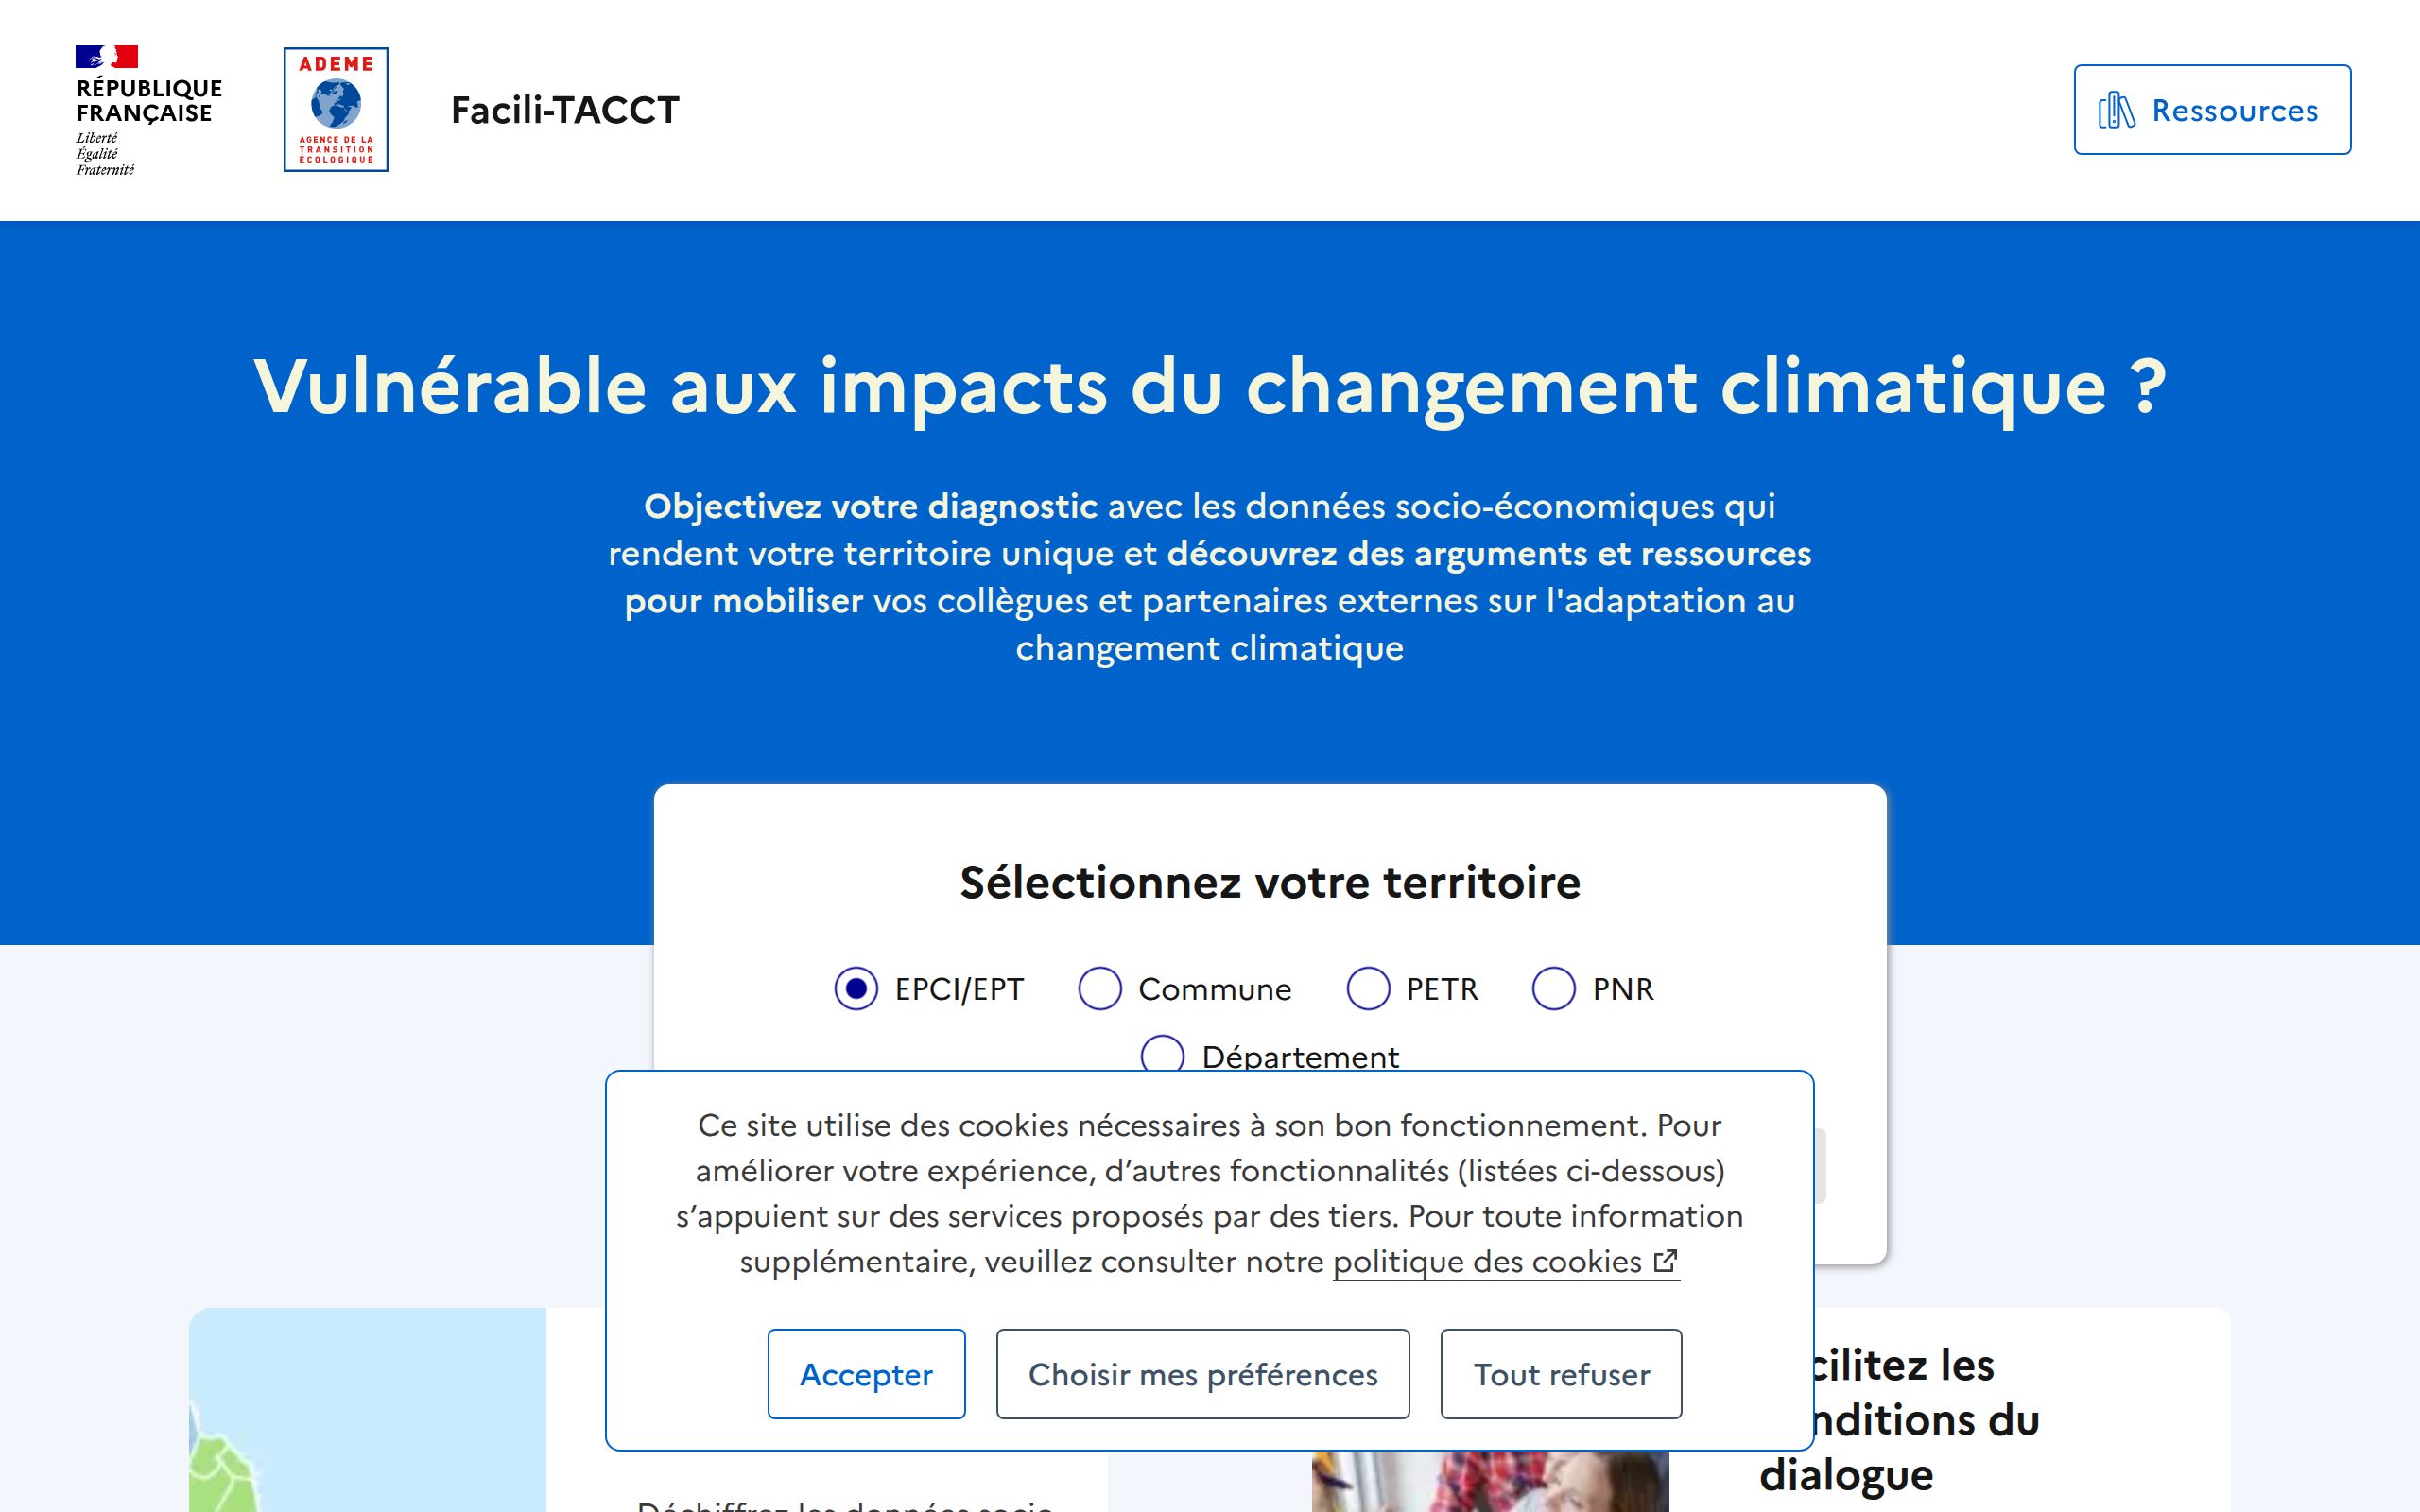 RÉPUBLIQUE
FRANÇAISE
Liberté
Égalité
Fraternité
ADEME
AGENCE DE LA
TRANSITION
ÉCOLOGIQUE
Facili-TACCT
Ressources
Vulnérable aux impacts du changement climatique ?
Objectivez votre diagnostic avec les données socio-économiques qui
rendent votre territoire unique et découvrez des arguments et ressources
pour mobiliser vos collègues et partenaires externes sur l'adaptation au
changement climatique
Sélectionnez votre territoire
EPCI/EPT
Commune
PETR
PNR
Département
Ce site utilise des cookies nécessaires à son bon fonctionnement. Pour
améliorer votre expérience, d’autres fonctionnalités (listées ci-dessous)
s’appuient sur des services proposés par des tiers. Pour toute information
supplémentaire, veuillez consulter notre politique des cookies
Accepter
Choisir mes préférences
Tout refuser
les
du
dialogue
Déchiffrez les données socio